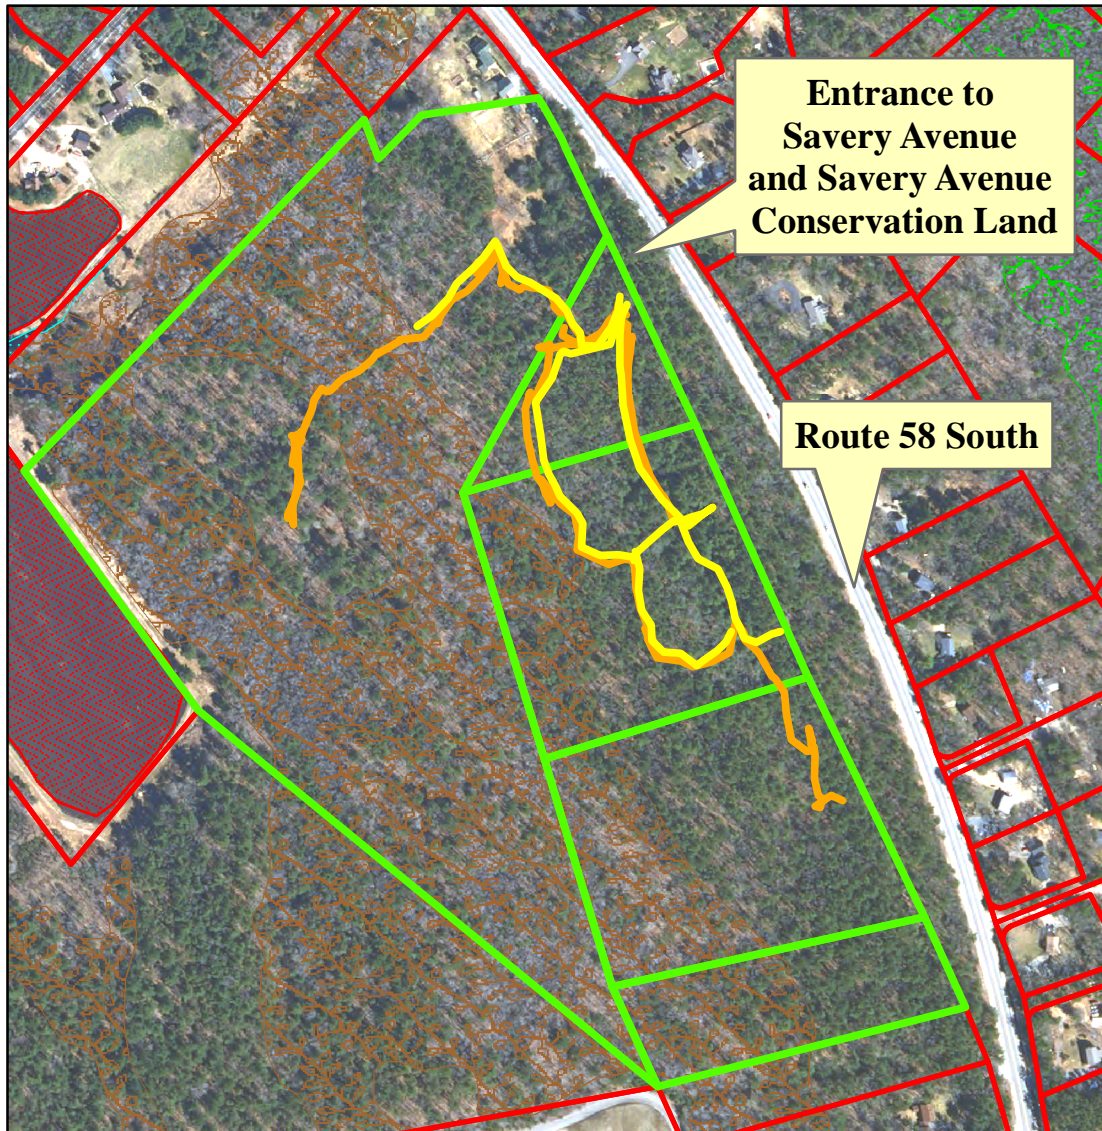 Entrance to
Savery Avenue
and Savery Avenue
Conservation Land
Route 58 South